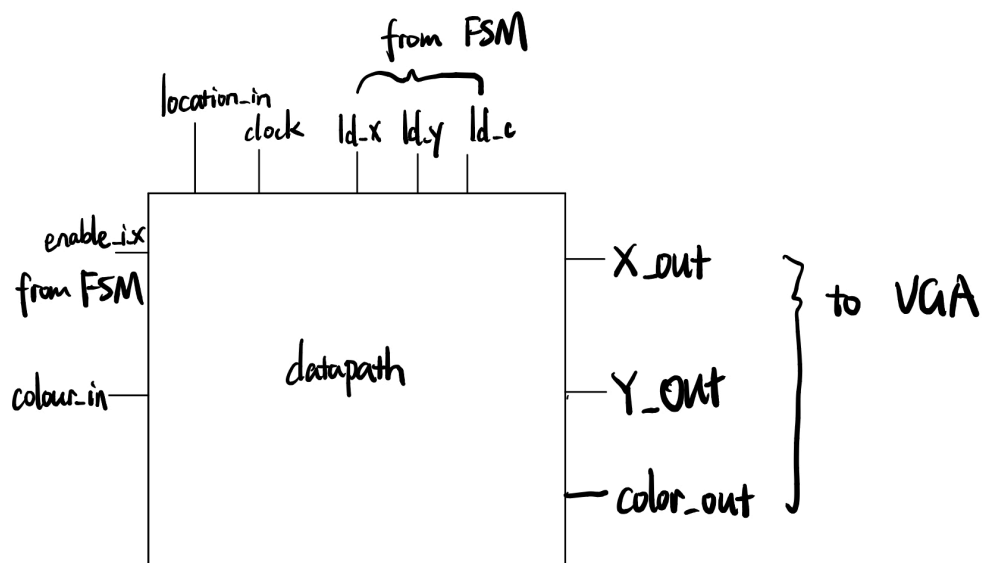 from FSM
location_in
clock
ld_x
ld_y
ld_c
enable_i_x
from FSM
colour_in
datapath
X_out
Y_out
color_out
to VGA